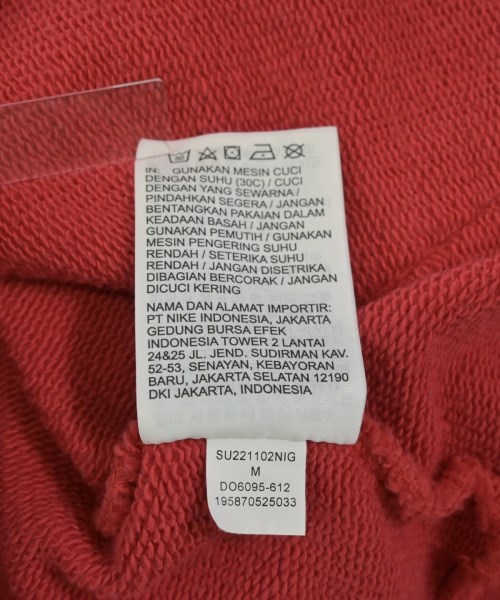 IN: GUNAKAN MESIN CUCI
DENGAN SUHU (30C) / CUCI
DENGAN YANG SEWARNA /
PINDAHKAN SEGERA / JANGAN
BENTANGKAN PAKAIAN DALAM
KEADAAN BASAH / JANGAN
GUNAKAN PEMUTIH / GUNAKAN
MESIN PENGERING SUHU
RENDAH / SETERIKA SUHU
RENDAH / JANGAN DISETRIKA
DIBAGIAN BERCORAK / JANGAN
DICUCI KERING
NAMA DAN ALAMAT IMPORTIR:
PT NIKE INDONESIA, JAKARTA
GEDUNG BURSA EFEK
INDONESIA TOWER 2 LANTAI
24&25 JL. JEND. SUDIRMAN KAV.
52-53, SENAYAN, KEBAYORAN
BARU, JAKARTA SELATAN 12190
DKI JAKARTA, INDONESIA
SU221102NIG
M
DO6095-612
195870525033